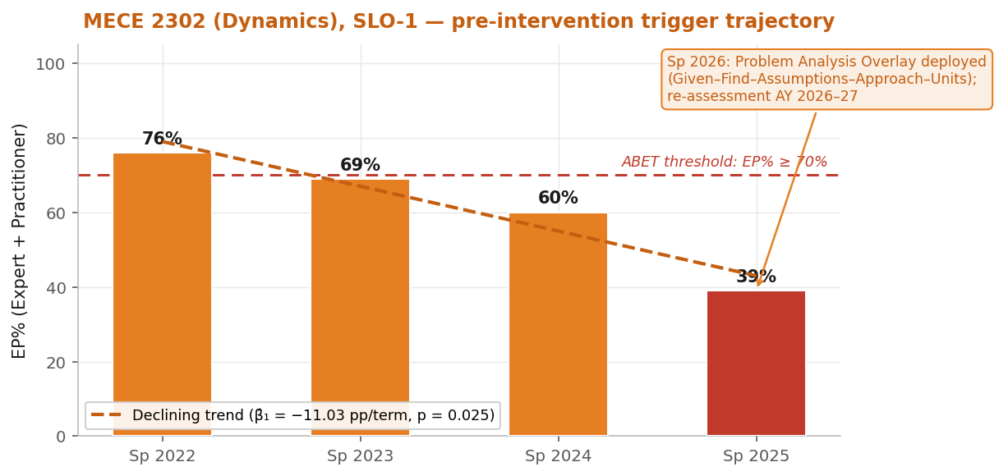 MECE 2302 (Dynamics), SLO-1 — pre-intervention trigger trajectory
Sp 2026: Problem Analysis Overlay deployed
(Given–Find–Assumptions–Approach–Units);
re-assessment AY 2026–27
EP% (Expert + Practitioner)
100
80
60
40
20
0
76%
69%
60%
39%
ABET threshold: EP% ≥ 70%
Declining trend (β̂₁ = −11.03 pp/term, p = 0.025)
Sp 2022
Sp 2023
Sp 2024
Sp 2025